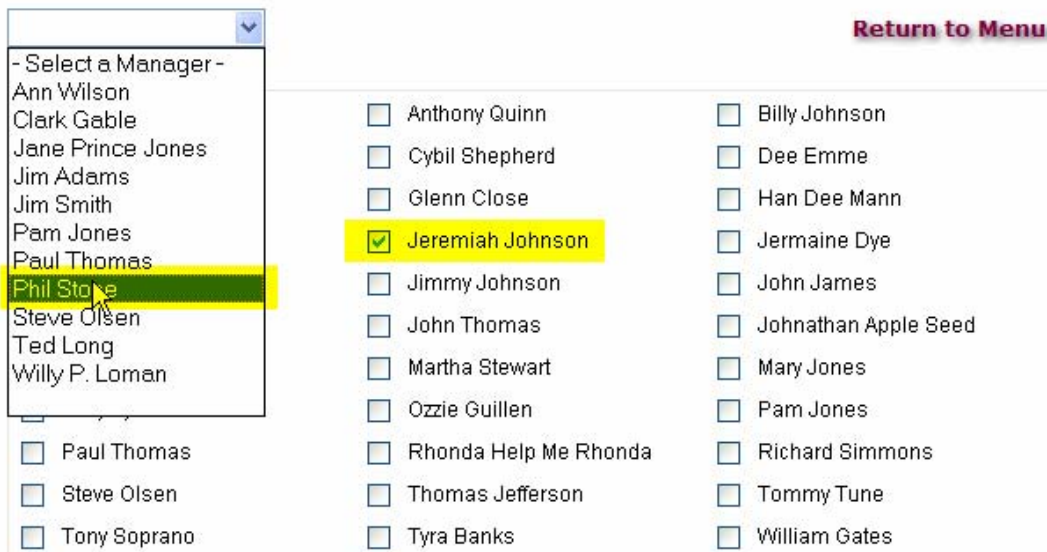 Return to Menu
- Select a Manager -
Ann Wilson
Clark Gable
Jane Prince Jones
Jim Adams
Jim Smith
Pam Jones
Paul Thomas
Phil Stone
Steve Olsen
Ted Long
Willy P. Loman
Anthony Quinn Billy Johnson
Cybil Shepherd Dee Emme
Glenn Close Han Dee Mann
Jeremiah Johnson Jermaine Dye
Jimmy Johnson John James
John Thomas Johnathan Apple Seed
Martha Stewart Mary Jones
Ozzie Guillen Pam Jones
Paul Thomas Rhonda Help Me Rhonda Richard Simmons
Steve Olsen Thomas Jefferson Tommy Tune
Tony Soprano Tyra Banks William Gates